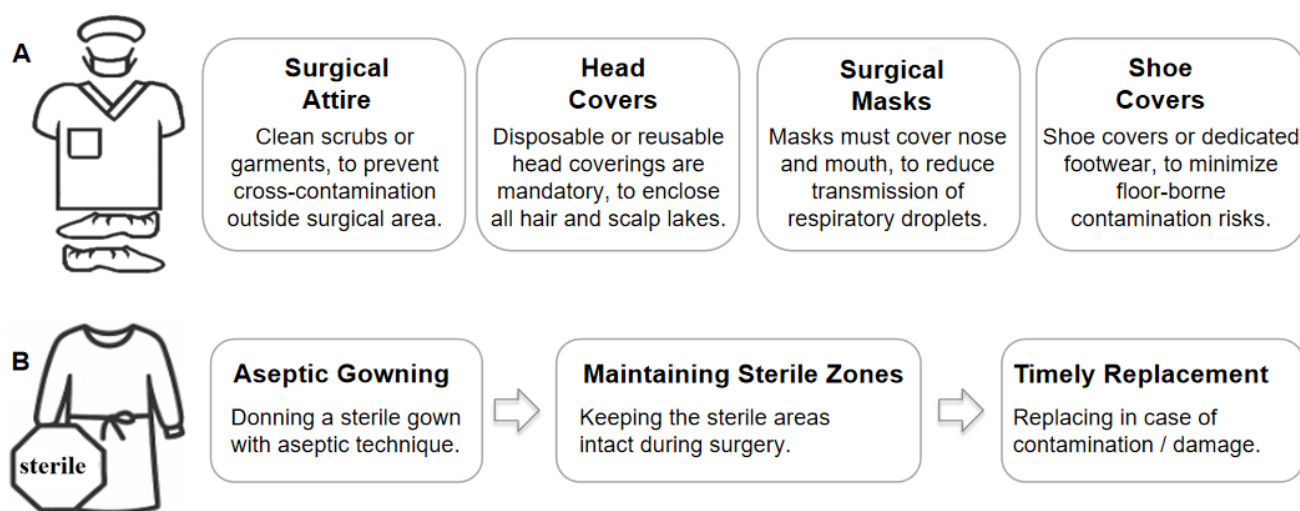 A
Surgical
Attire
Clean scrubs or
garments, to prevent
cross-contamination
outside surgical area.
Head
Covers
Disposable or reusable
head coverings are
mandatory, to enclose
all hair and scalp lakes.
Surgical
Masks
Masks must cover nose
and mouth, to reduce
transmission of
respiratory droplets.
Shoe
Covers
Shoe covers or dedicated
footwear, to minimize
floor-borne
contamination risks.
B
sterile
Aseptic Gowning
Donning a sterile gown
with aseptic technique.
Maintaining Sterile Zones
Keeping the sterile areas
intact during surgery.
Timely Replacement
Replacing in case of
contamination / damage.